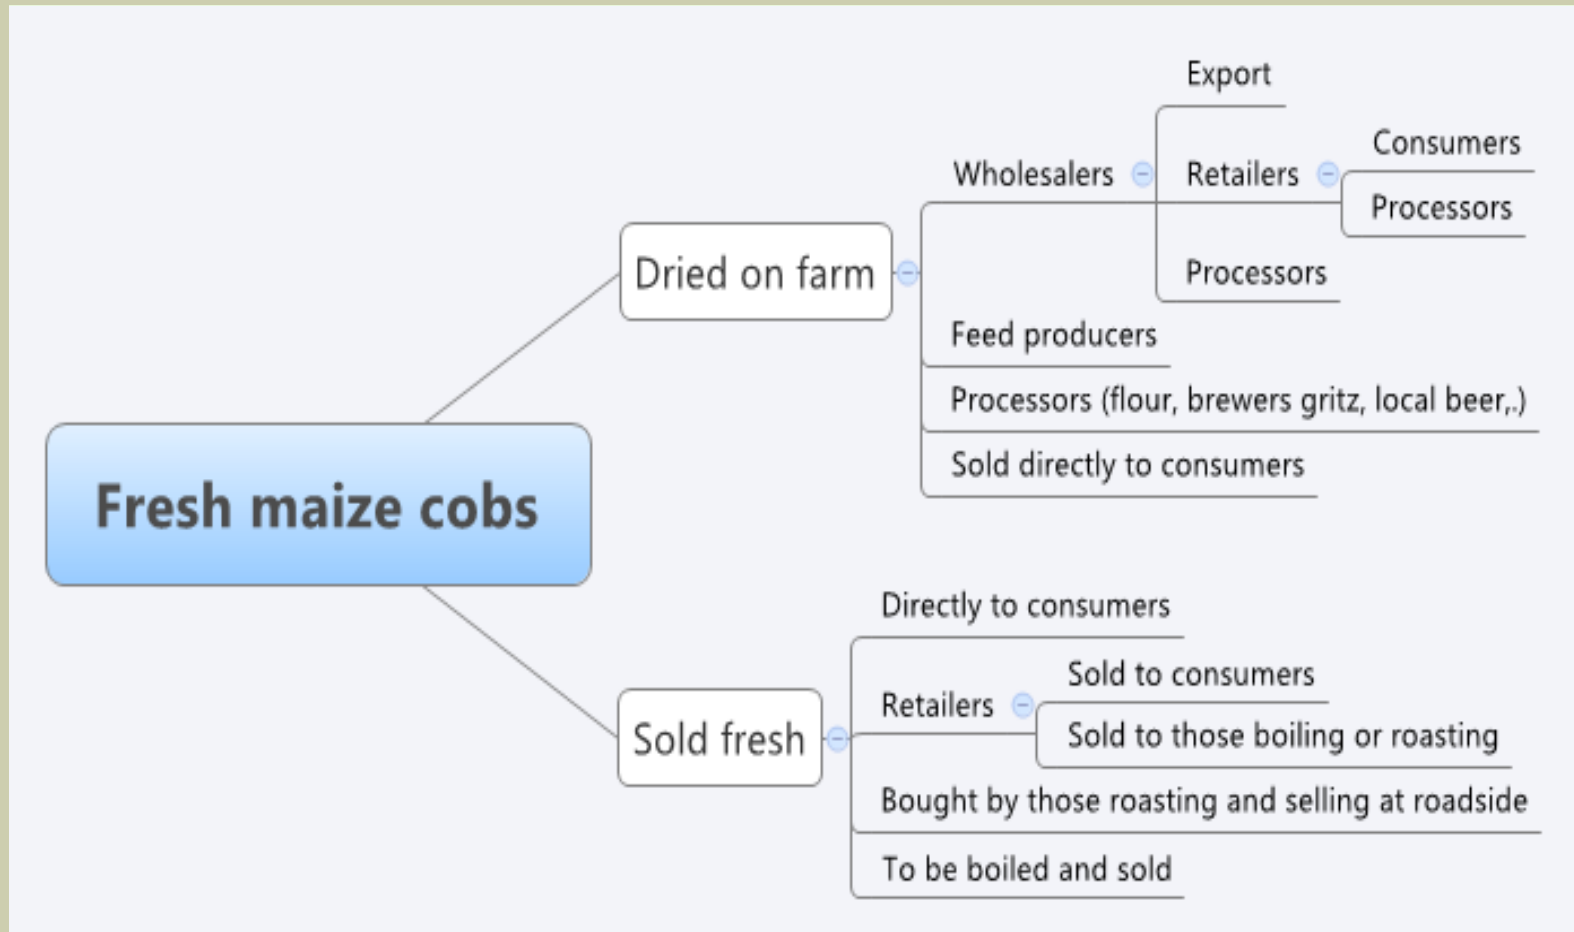 Fresh maize cobs
Dried on farm
Wholesalers
Export
Retailers
Consumers
Processors
Processors
Feed producers
Processors (flour, brewers gritz, local beer,.)
Sold directly to consumers
Sold fresh
Directly to consumers
Retailers
Sold to consumers
Sold to those boiling or roasting
Bought by those roasting and selling at roadside
To be boiled and sold